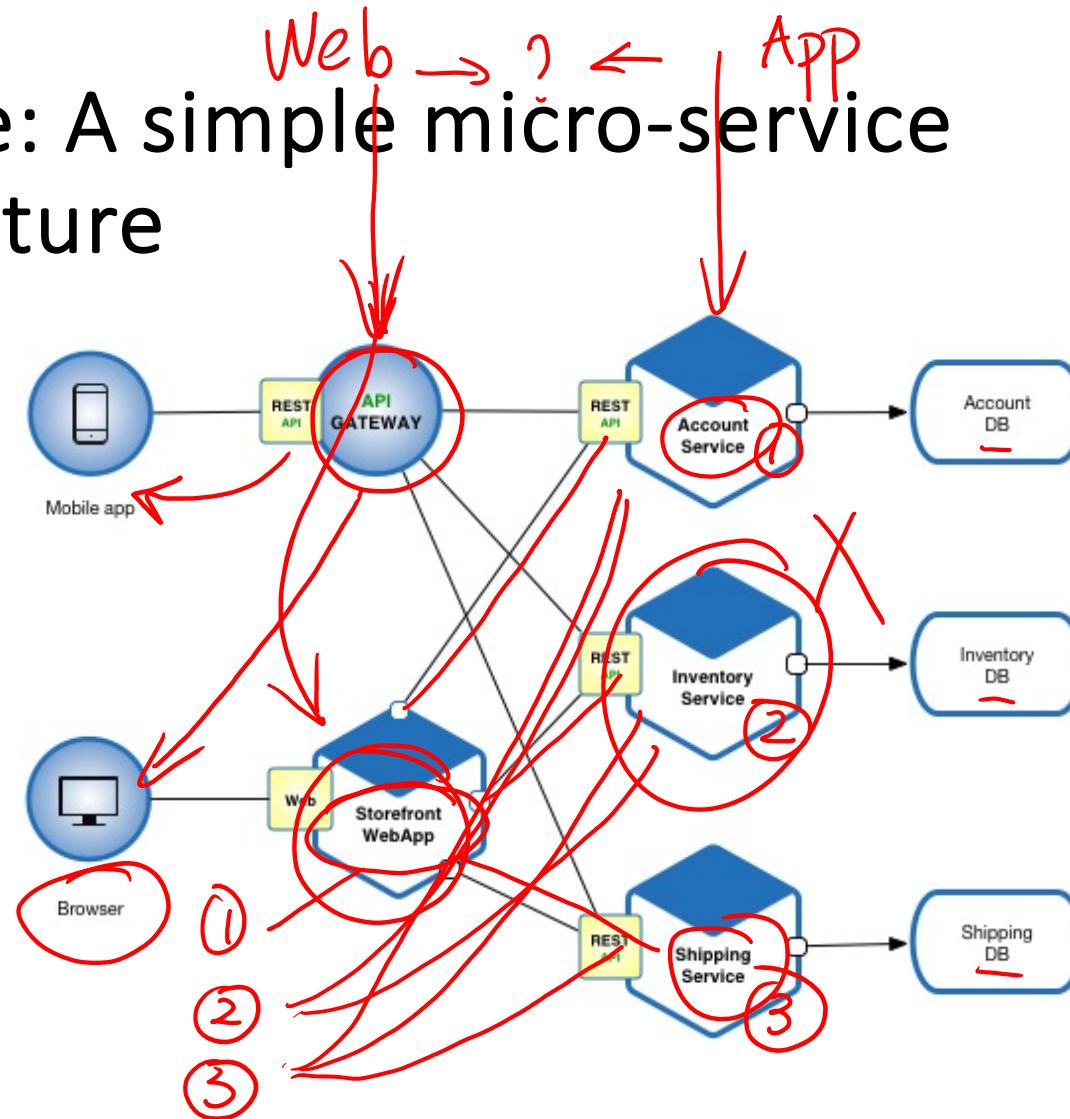 Web → ? ← App
e: A simple micro-service
ture
REST
API
API
GATEWAY
REST
API
Account
Service
1
Account
DB
Mobile app
REST
API
Inventory
Service
2
Inventory
DB
Web
Storefront
WebApp
Browser
1
REST
API
Shipping
Service
3
Shipping
DB
2
3